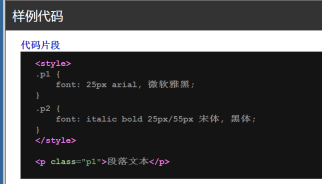 样例代码
代码片段
<style>
.p1 {
    font: 25px arial, 微软雅黑;
}
.p2 {
    font: italic bold 25px/55px 宋体, 黑体;
}
</style>
<p class="p1">段落文本</p>